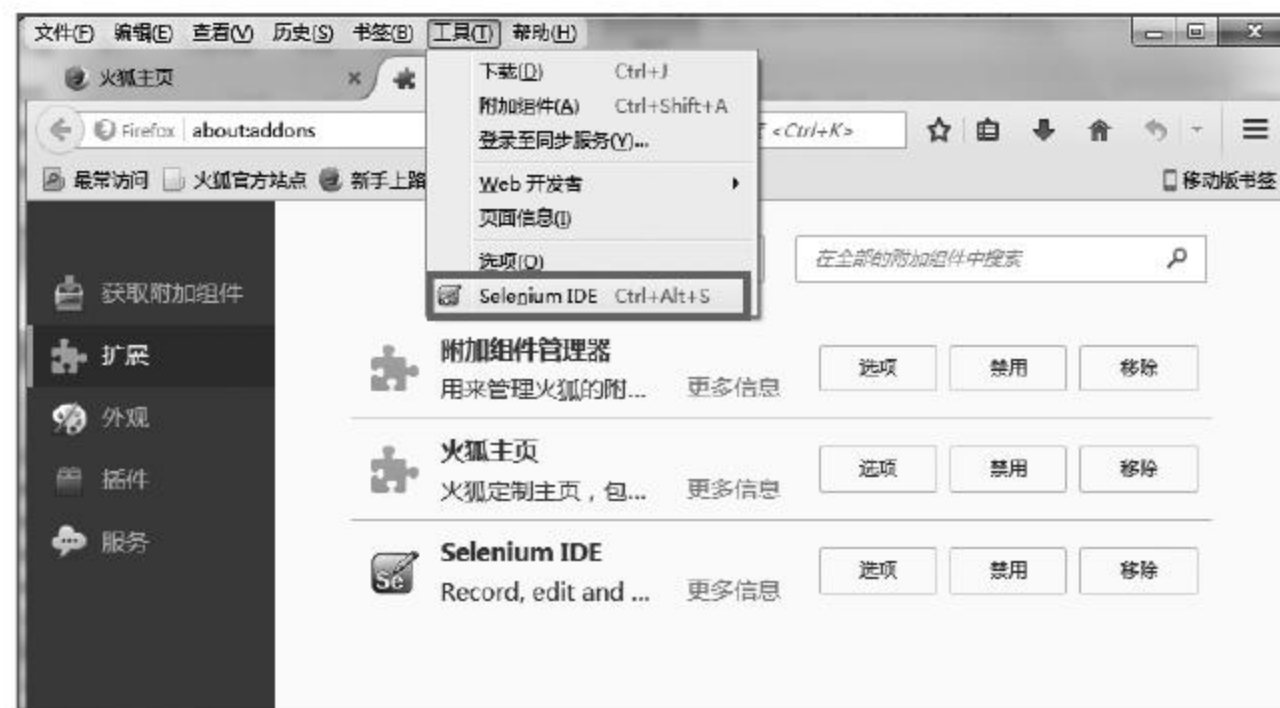 文件(F) 编辑(E) 查看(V) 历史(S) 书签(B) 工具(T) 帮助(H)
火狐主页 ×
下载(D) Ctrl+J
附加组件(A) Ctrl+Shift+A
登录至同步服务(Y)...
Web 开发者
页面信息(I)
选项(O)
Selenium IDE Ctrl+Alt+S
Firefox about:addons
<Ctrl+K>
最常访问 火狐官方站点 新手上路
移动版书签
在全部的附加组件中搜索
获取附加组件
扩展
外观
插件
服务
附加组件管理器
用来管理火狐的附... 更多信息
选项 禁用 移除
火狐主页
火狐定制主页，包... 更多信息
选项 禁用 移除
Selenium IDE
Record, edit and ... 更多信息
选项 禁用 移除